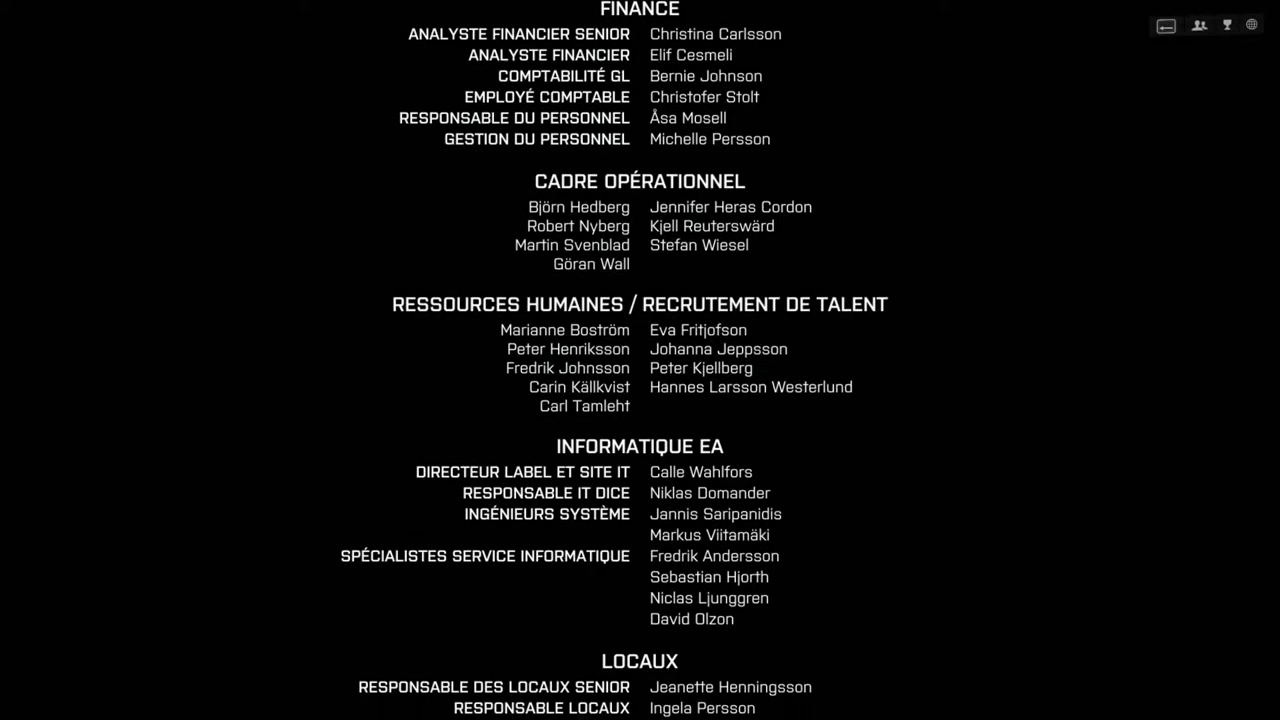 FINANCE
ANALYSTE FINANCIER SENIOR Christina Carlsson
ANALYSTE FINANCIER Elif Cesmeli
COMPTABILITÉ GL Bernie Johnson
EMPLOYÉ COMPTABLE Christofer Stolt
RESPONSABLE DU PERSONNEL Åsa Mosell
GESTION DU PERSONNEL Michelle Persson
CADRE OPÉRATIONNEL
Björn Hedberg Jennifer Heras Cordon
Robert Nyberg Kjell Reuterswärd
Martin Svenblad Stefan Wiesel
Göran Wall
RESSOURCES HUMAINES / RECRUTEMENT DE TALENT
Marianne Boström Eva Fritjofson
Peter Henriksson Johanna Jeppsson
Fredrik Johnsson Peter Kjellberg
Carin Källkvist Hannes Larsson Westerlund
Carl Tamleht
INFORMATIQUE EA
DIRECTEUR LABEL ET SITE IT Calle Wahlfors
RESPONSABLE IT DICE Niklas Domander
INGÉNIEURS SYSTÈME Jannis Saripanidis
Markus Viitamäki
SPÉCIALISTES SERVICE INFORMATIQUE Fredrik Andersson
Sebastian Hjorth
Niclas Ljunggren
David Olzon
LOCAUX
RESPONSABLE DES LOCAUX SENIOR Jeanette Henningsson
RESPONSABLE LOCAUX Ingela Persson